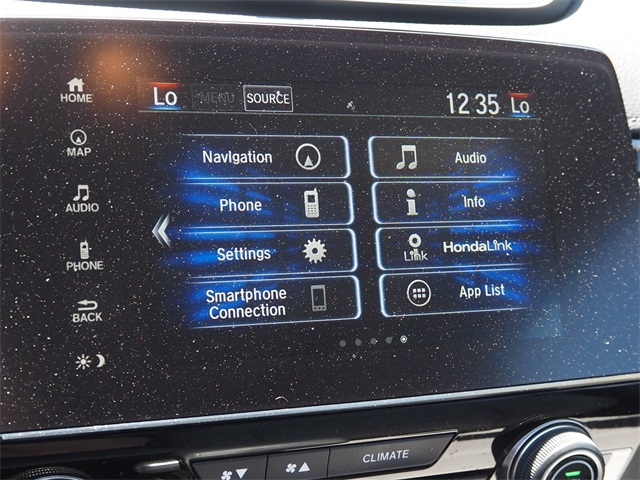 HOME
Lo MENU SOURCE 12:35 Lo
MAP
Navigation Audio
AUDIO
Phone i Info
PHONE
Settings Link HondaLink
BACK
Smartphone
Connection
App List
CLIMATE